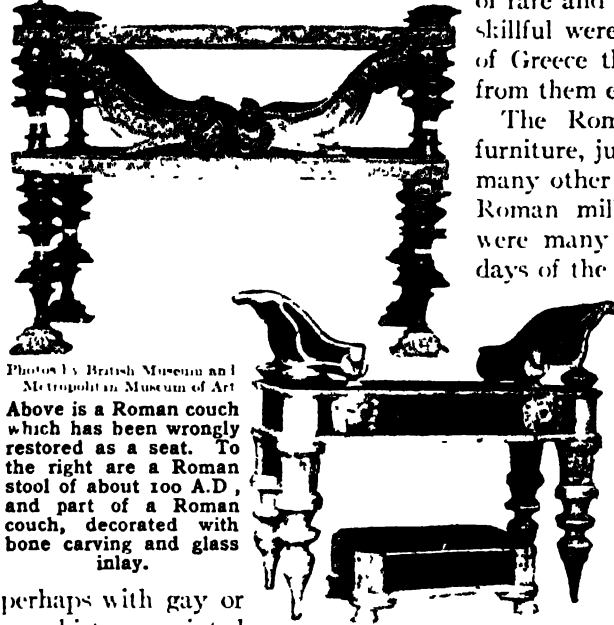 of rare and
skillful were
of Greece th
from them e
The Rom
furniture, ju
many other
Roman mil
were many
days of the
Photos by British Museum and
Metropolitan Museum of Art
Above is a Roman couch
which has been wrongly
restored as a seat. To
the right are a Roman
stool of about 100 A.D.,
and part of a Roman
couch, decorated with
bone carving and glass
inlay.
perhaps with gay or